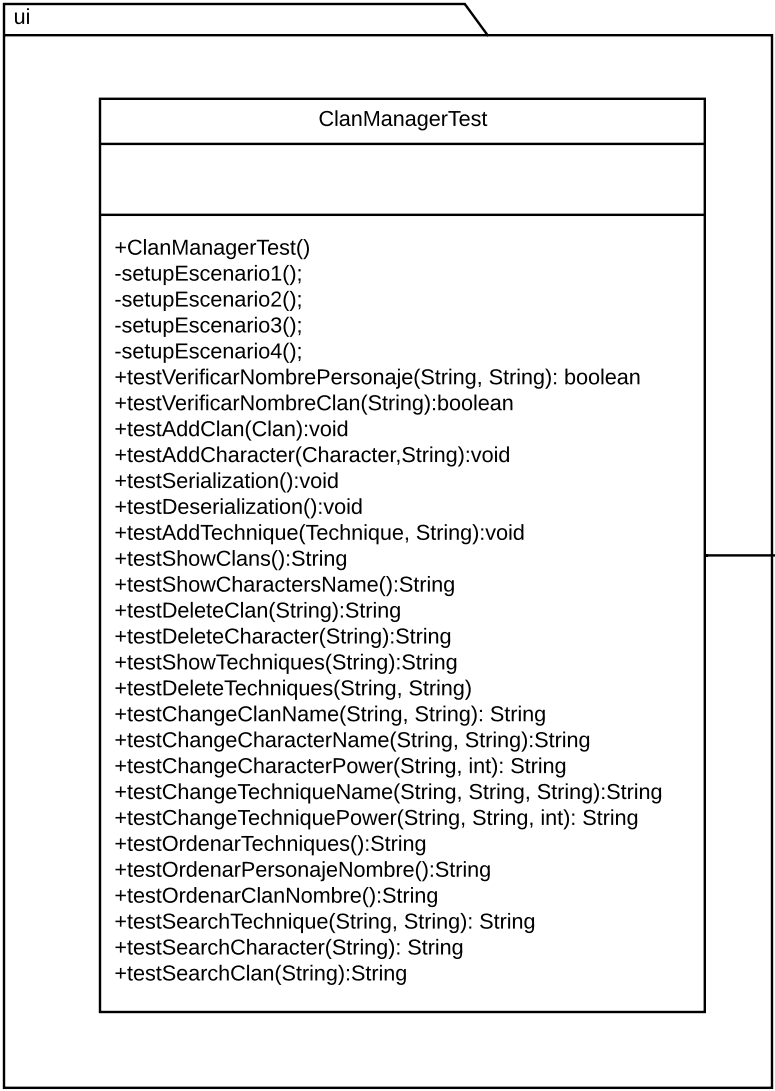 ui
ClanManagerTest
+ClanManagerTest()
-setupEscenario1();
-setupEscenario2();
-setupEscenario3();
-setupEscenario4();
+testVerificarNombrePersonaje(String, String): boolean
+testVerificarNombreClan(String):boolean
+testAddClan(Clan):void
+testAddCharacter(Character,String):void
+testSerialization():void
+testDeserialization():void
+testAddTechnique(Technique, String):void
+testShowClans():String
+testShowCharactersName():String
+testDeleteClan(String):String
+testDeleteCharacter(String):String
+testShowTechniques(String):String
+testDeleteTechniques(String, String)
+testChangeClanName(String, String): String
+testChangeCharacterName(String, String):String
+testChangeCharacterPower(String, int): String
+testChangeTechniqueName(String, String, String):String
+testChangeTecniquePower(String, String, int): String
+testOrdenarTechniques():String
+testOrdenarPersonajeNombre():String
+testOrdenarClanNombre():String
+testSearchTechnique(String, String): String
+testSearchCharacter(String): String
+testSearchClan(String):String